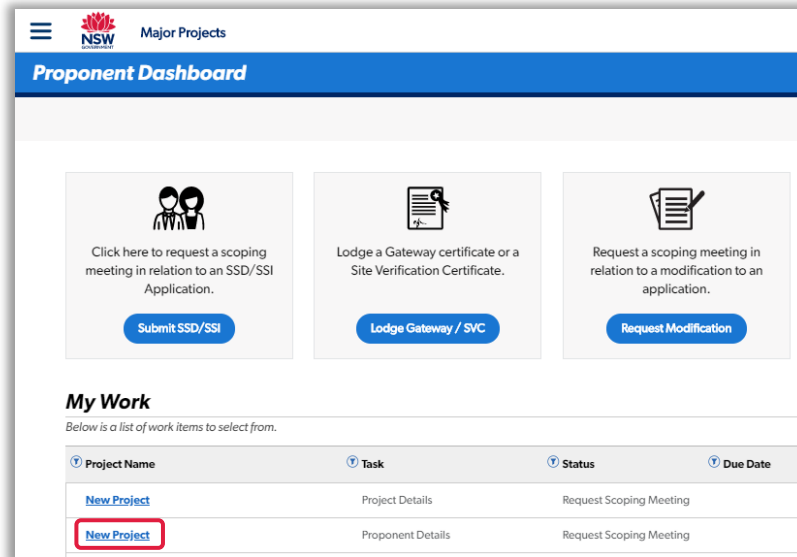 NSW
GOVERNMENT
Major Projects
Proponent Dashboard
Click here to request a scoping
meeting in relation to an SSD/SSI
Application.
Submit SSD/SSI
Lodge a Gateway certificate or a
Site Verification Certificate.
Lodge Gateway / SVC
Request a scoping meeting in
relation to a modification to an
application.
Request Modification
My Work
Below is a list of work items to select from.
Project Name Task Status Due Date
New Project Project Details Request Scoping Meeting
New Project Proponent Details Request Scoping Meeting